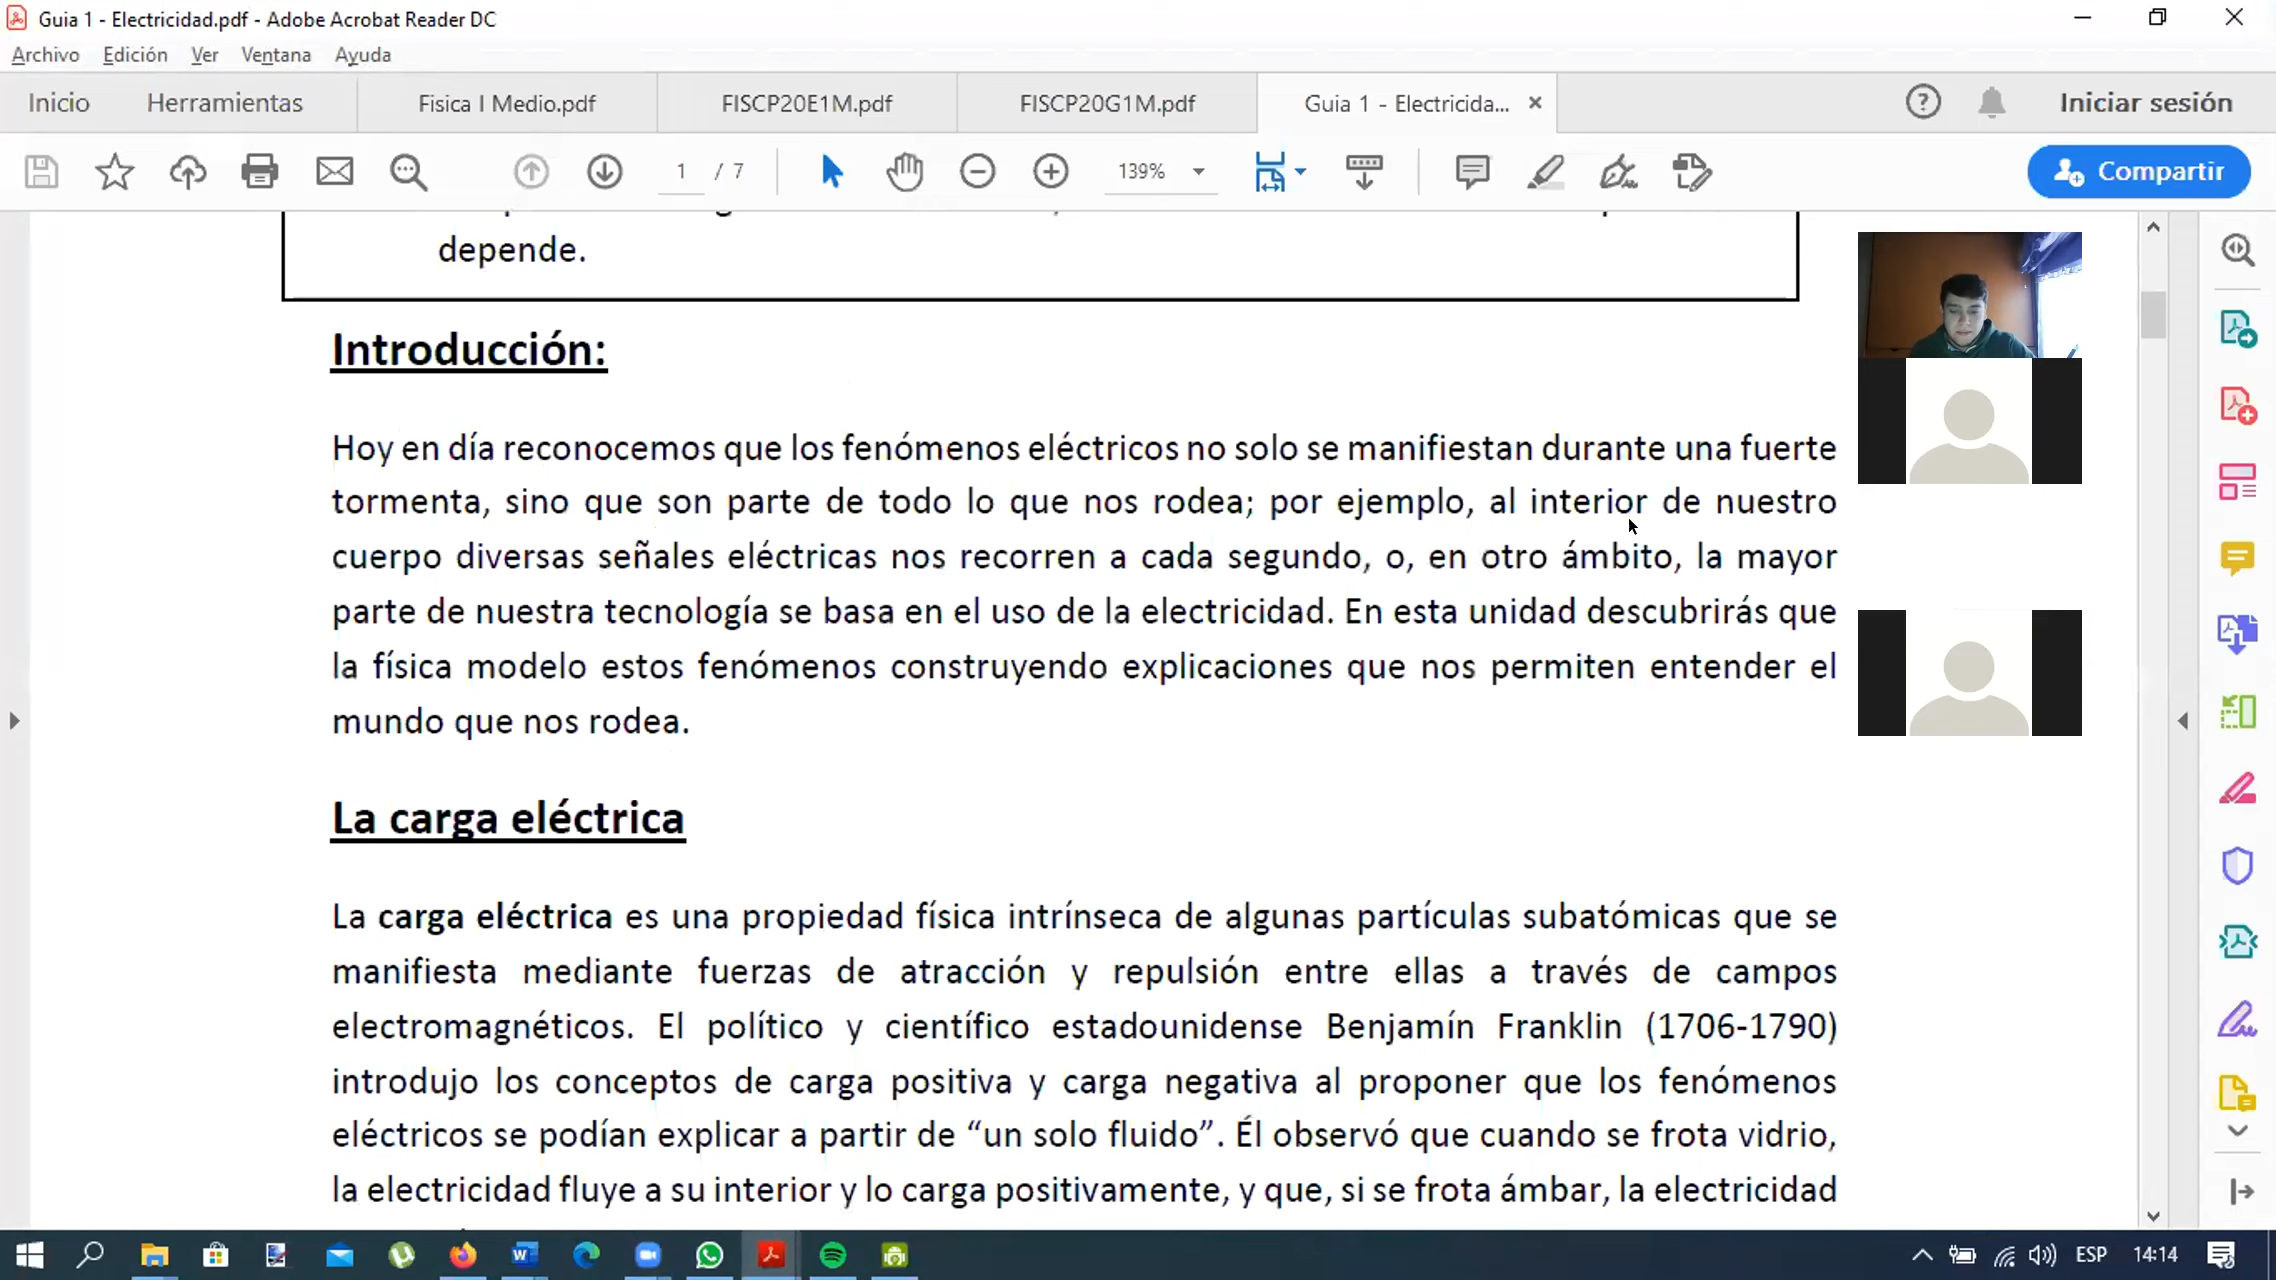 Guia 1 - Electricidad.pdf - Adobe Acrobat Reader DC
Archivo Edición Ver Ventana Ayuda
Inicio Herramientas Fisica I Medio.pdf FISCP20E1M.pdf FISCP20G1M.pdf Guia 1 - Electricida... Iniciar sesión
1 / 7 139% Compartir
depende.
Introducción:
Hoy en día reconocemos que los fenómenos eléctricos no solo se manifiestan durante una fuerte
tormenta, sino que son parte de todo lo que nos rodea; por ejemplo, al interior de nuestro
cuerpo diversas señales eléctricas nos recorren a cada segundo, o, en otro ámbito, la mayor
parte de nuestra tecnología se basa en el uso de la electricidad. En esta unidad descubrirás que
la física modelo estos fenómenos construyendo explicaciones que nos permiten entender el
mundo que nos rodea.
La carga eléctrica
La carga eléctrica es una propiedad física intrínseca de algunas partículas subatómicas que se
manifiesta mediante fuerzas de atracción y repulsión entre ellas a través de campos
electromagnéticos. El político y científico estadounidense Benjamín Franklin (1706-1790)
introdujo los conceptos de carga positiva y carga negativa al proponer que los fenómenos
eléctricos se podían explicar a partir de “un solo fluido”. Él observó que cuando se frota vidrio,
la electricidad fluye a su interior y lo carga positivamente, y que, si se frota ámbar, la electricidad
ESP 14:14